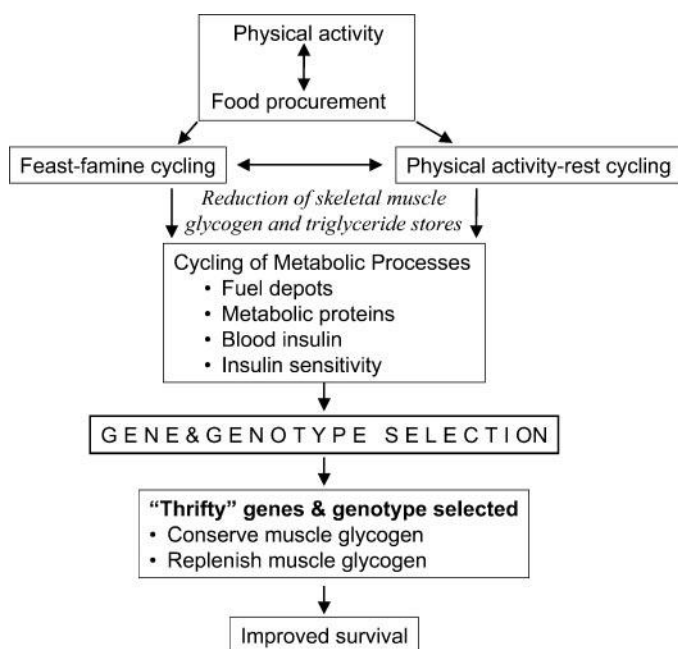 Physical activity
Food procurement
Feast-famine cycling
Physical activity-rest cycling
Reduction of skeletal muscle
glycogen and triglyceride stores
Cycling of Metabolic Processes
• Fuel depots
• Metabolic proteins
• Blood insulin
• Insulin sensitivity
GENE&GENOTYPE SELECTION
“Thrifty” genes & genotype selected
• Conserve muscle glycogen
• Replenish muscle glycogen
Improved survival